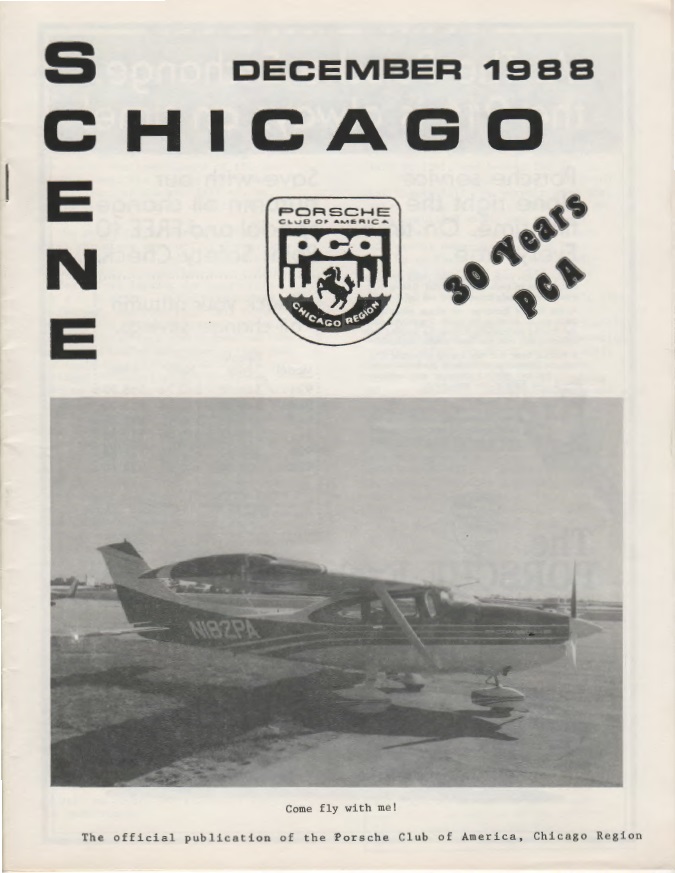 SCENE
DECEMBER 1988
CHICAGO
PORSCHE
CLUB OF AMERICA
pca
CHICAGO REGION
30 Years
PCA
N182PA
Come fly with me!
The official publication of the Porsche Club of America, Chicago Region